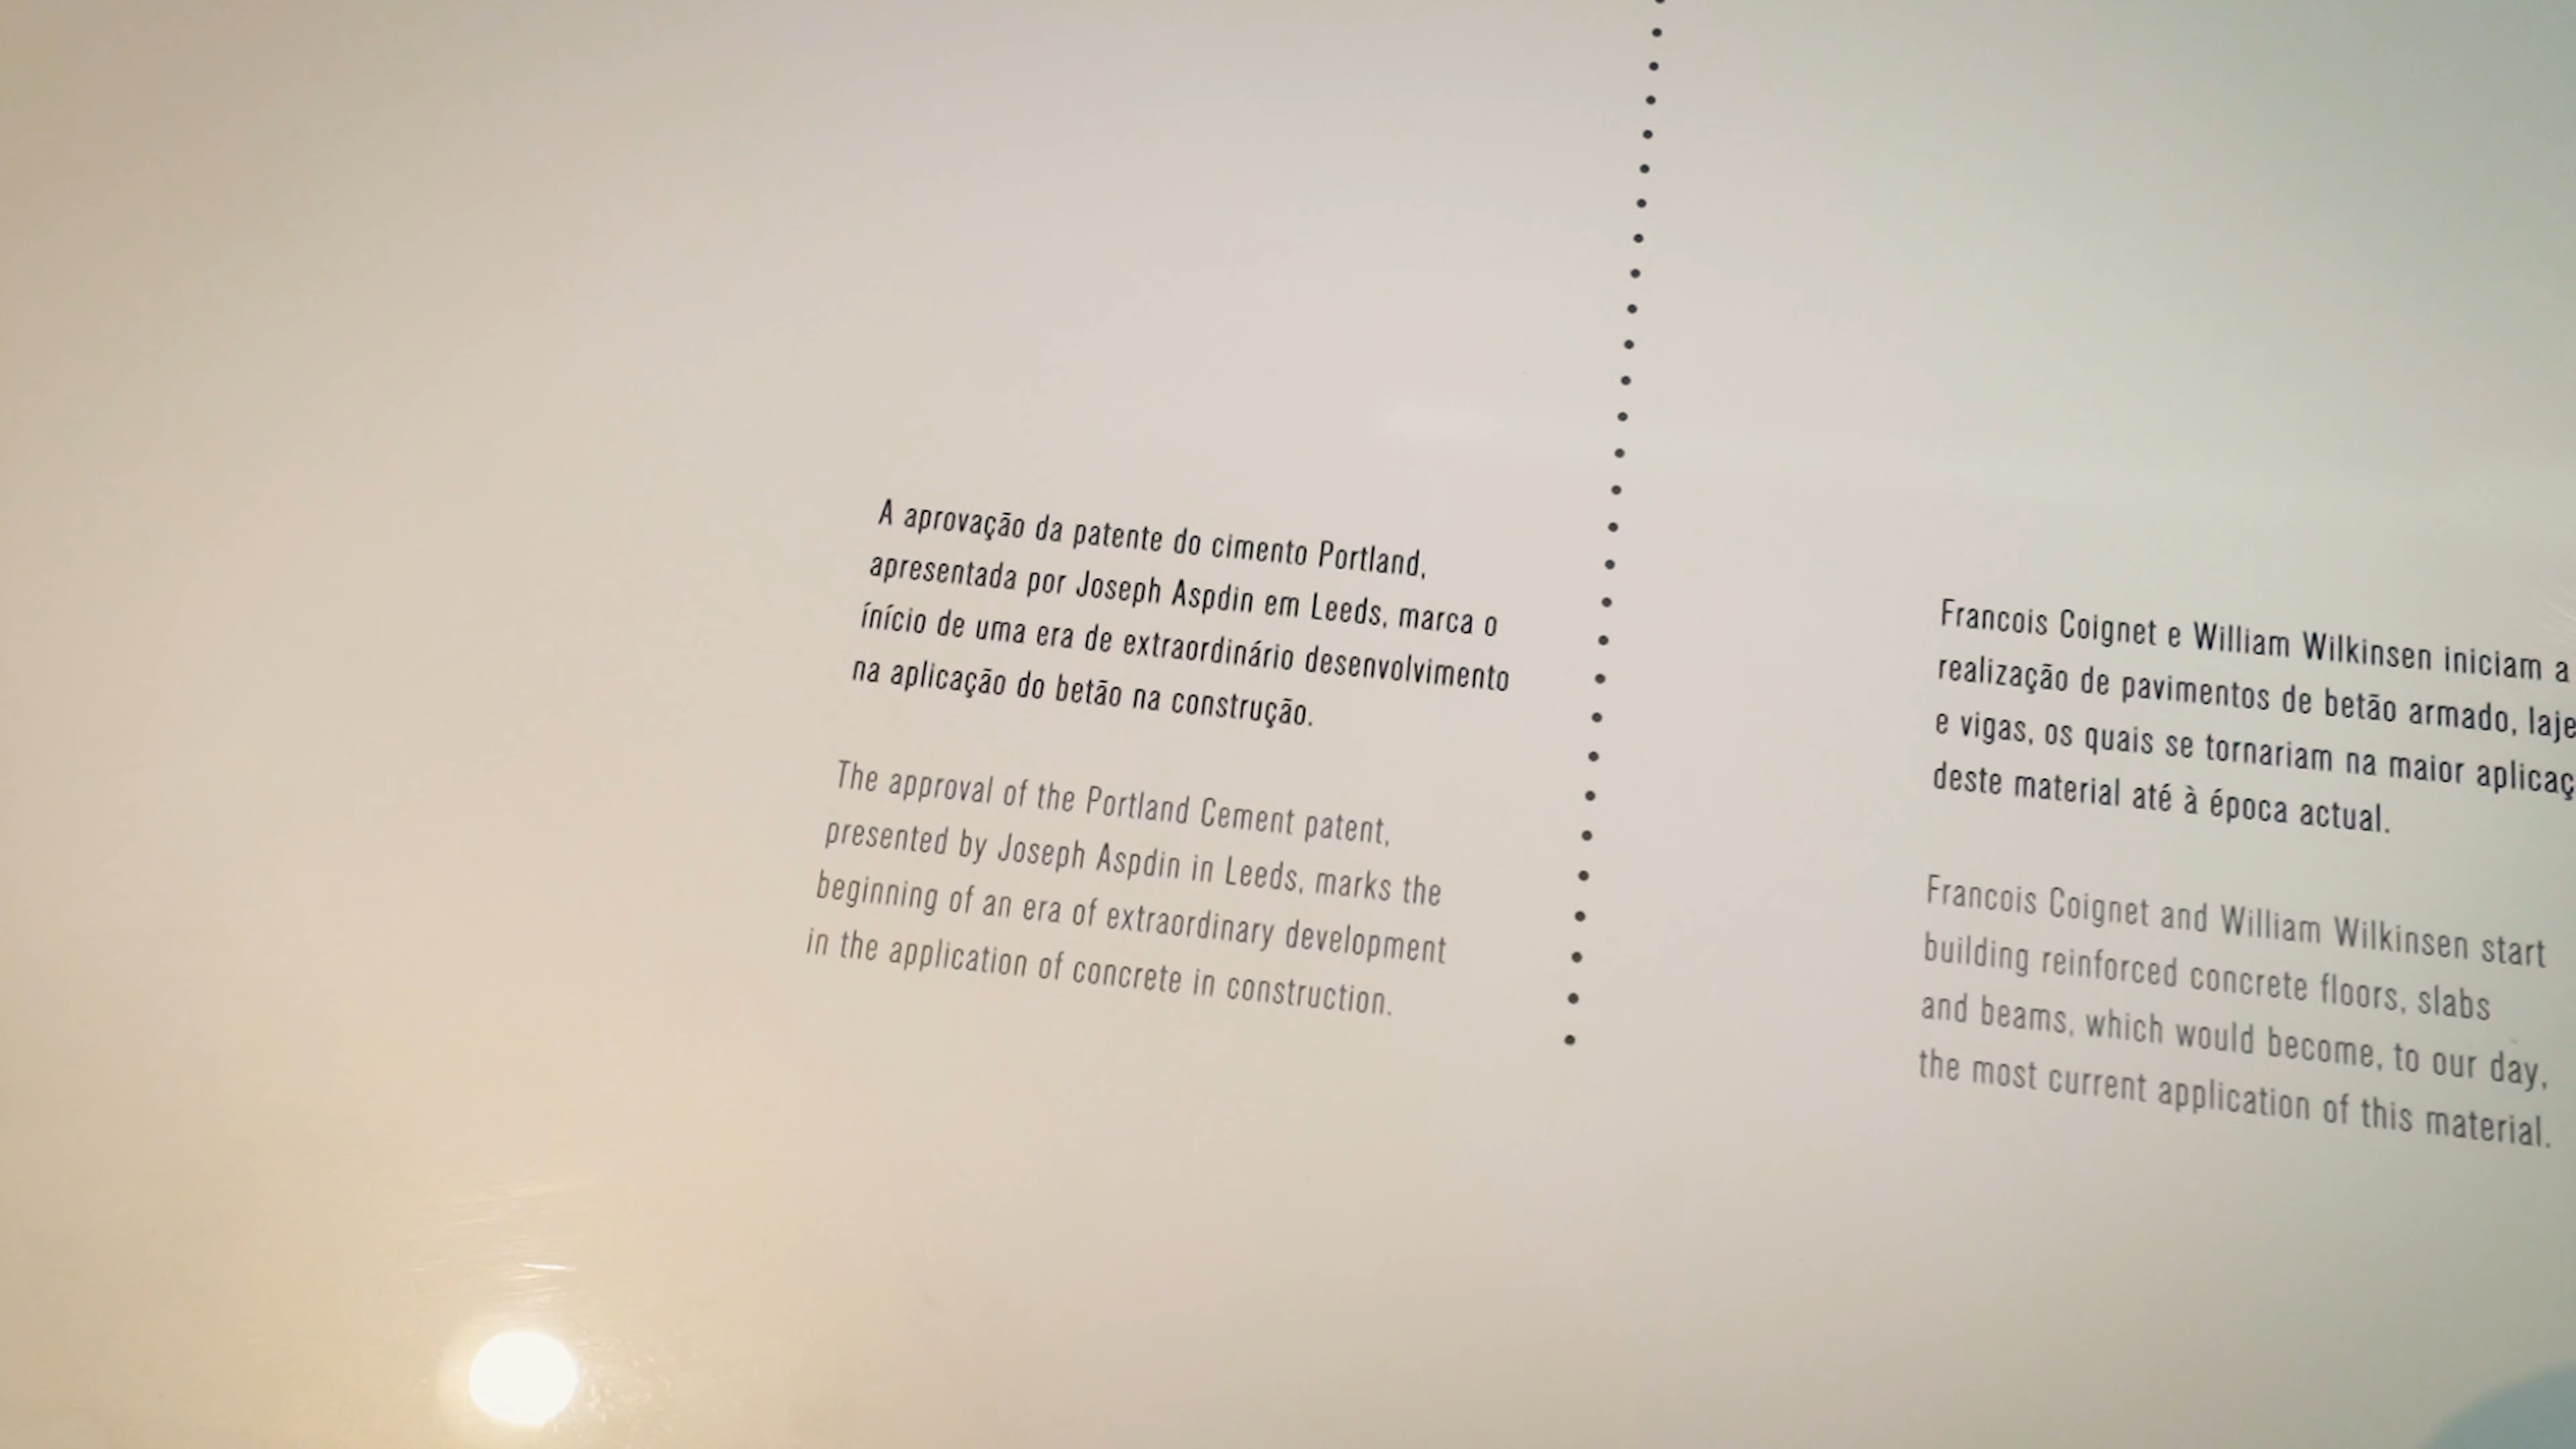 A aprovação da patente do cimento Portland,
apresentada por Joseph Aspdin em Leeds, marca o
ínício de uma era de extraordinário desenvolvimento
na aplicação do betão na construção.
The approval of the Portland Cement patent,
presented by Joseph Aspdin in Leeds, marks the
beginning of an era of extraordinary development
in the application of concrete in construction.
Francois Coignet e William Wilkinsen iniciam a
realização de pavimentos de betão armado,
e vigas, os quais se tornariam na maior
deste material até à época actual.
Francois Coignet and William Wilkinsen start
building reinforced concrete floors, slabs
and beams, which would become, to our day,
the most current application of this material.